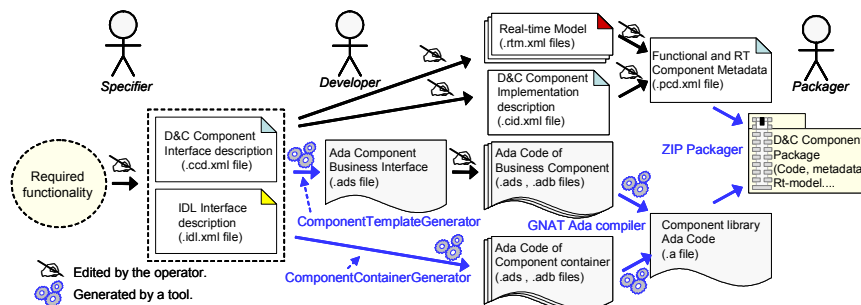 Specifier
Developer
Packager
Required
functionality
D&C Component
Interface description
(.ccd.xml file)
IDL Interface
description
(.idl.xml file)
Real-time Model
(.rtm.xml files)
D&C Component
Implementation
description
(.cid.xml file)
Functional and RT
Component Metadata
(.pcd.xml file)
Ada Component
Business Interface
(.ads file)
Ada Code of
Business Component
(.ads , .adb files)
ZIP Packager
D&C Component
Package
(Code, metadata
Rt-model....
ComponentTemplateGenerator
GNAT Ada compiler
ComponentContainerGenerator
Ada Code of
Component container
(.ads , .adb files)
Component library
Ada Code
(.a file)
Edited by the operator.
Generated by a tool.